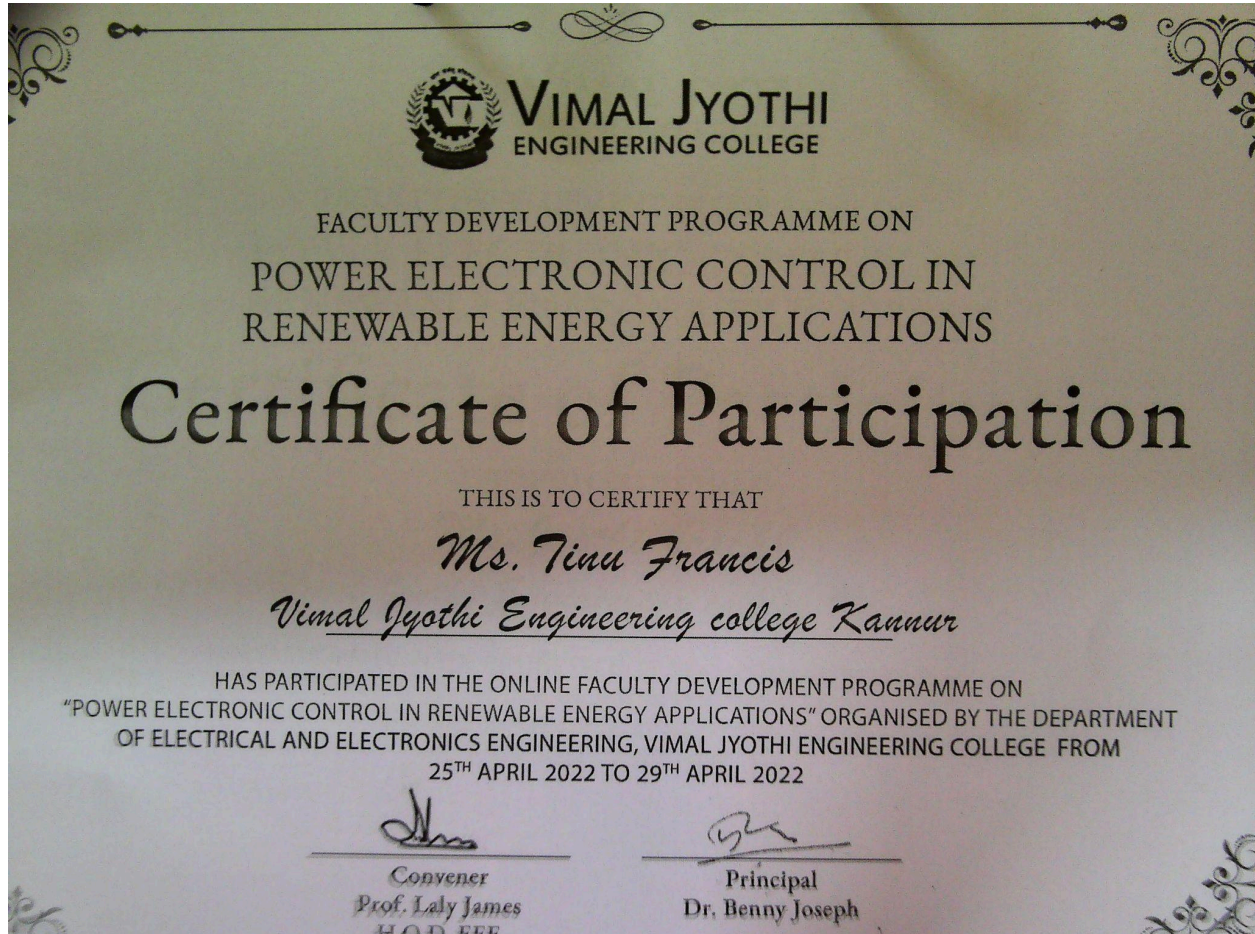 VIMAL JYOTHI
ENGINEERING COLLEGE
FACULTY DEVELOPMENT PROGRAMME ON
POWER ELECTRONIC CONTROL IN
RENEWABLE ENERGY APPLICATIONS
Certificate of Participation
THIS IS TO CERTIFY THAT
Ms. Tinu Francis
Vimal Jyothi Engineering college Kannur
HAS PARTICIPATED IN THE ONLINE FACULTY DEVELOPMENT PROGRAMME ON
“POWER ELECTRONIC CONTROL IN RENEWABLE ENERGY APPLICATIONS” ORGANISED BY THE DEPARTMENT
OF ELECTRICAL AND ELECTRONICS ENGINEERING, VIMAL JYOTHI ENGINEERING COLLEGE FROM
25TH APRIL 2022 TO 29TH APRIL 2022
Convener Principal
Prof. Laly James Dr. Benny Joseph
H.O.D EEE